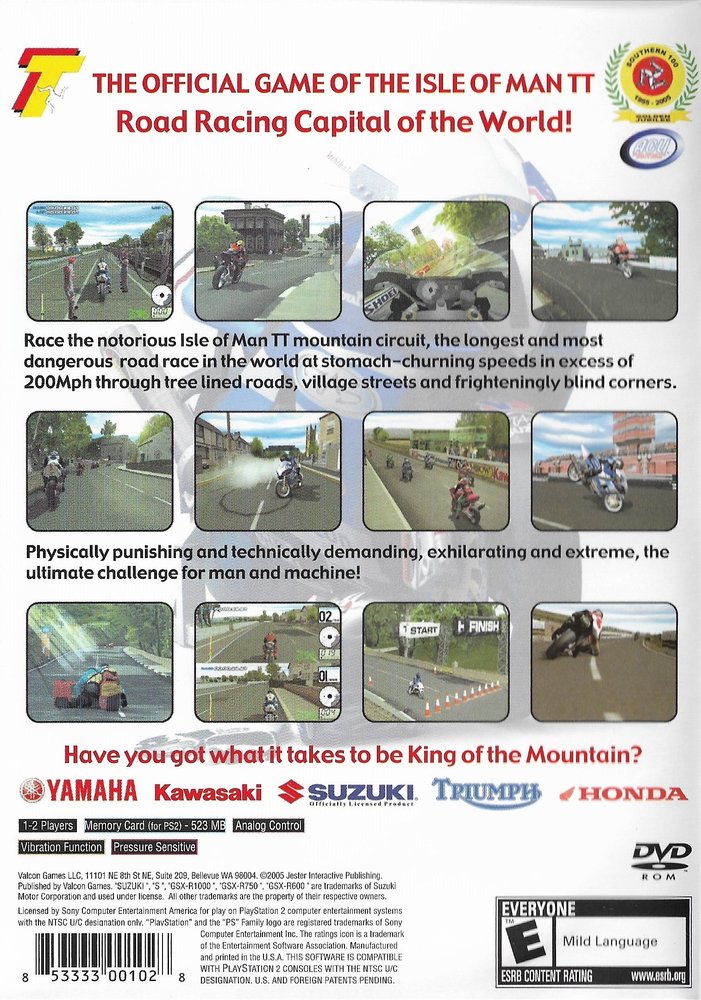 THE OFFICIAL GAME OF THE ISLE OF MAN TT
Road Racing Capital of the World!
SOUTHERN 100
1955 - 2005
GOLDEN
JUBILEE
SHOEI
Race the notorious Isle of Man TT mountain circuit, the longest and most
dangerous road race in the world at stomach-churning speeds in excess of
200Mph through tree lined roads, village streets and frighteningly blind corners.
Physically punishing and technically demanding, exhilarating and extreme, the
ultimate challenge for man and machine!
02
01
START
FINISH
Have you got what it takes to be King of the Mountain?
YAMAHA Kawasaki SUZUKI TRIUMPH HONDA
Officially Licensed Product
1-2 Players Memory Card (for PS2) - 523 MB Analog Control
Vibration Function Pressure Sensitive
DVD
ROM
Valcon Games LLC, 11101 NE 8th St NE, Suite 209, Bellevue WA 98004. ©2005 Jester Interactive Publishing.
Published by Valcon Games. "SUZUKI", "S", "GSX-R1000", "GSX-R750", "GSX-R600" are trademarks of Suzuki
Motor Corporation and used under license. All other trademarks are the property of their respective owners.
Licensed by Sony Computer Entertainment America for play on PlayStation 2 computer entertainment systems
with the NTSC U/C designation only. "PlayStation" and the "PS" Family logo are registered trademarks of Sony
Computer Entertainment Inc. The ratings icon is a trademark
of the Entertainment Software Association. Manufactured
and printed in the U.S.A. THIS SOFTWARE IS COMPATIBLE
WITH PLAYSTATION 2 CONSOLES WITH THE NTSC U/C
DESIGNATION. U.S. AND FOREIGN PATENTS PENDING.
8 53333 00102 8
EVERYONE
E
Mild Language
ESRB CONTENT RATING www.esrb.org